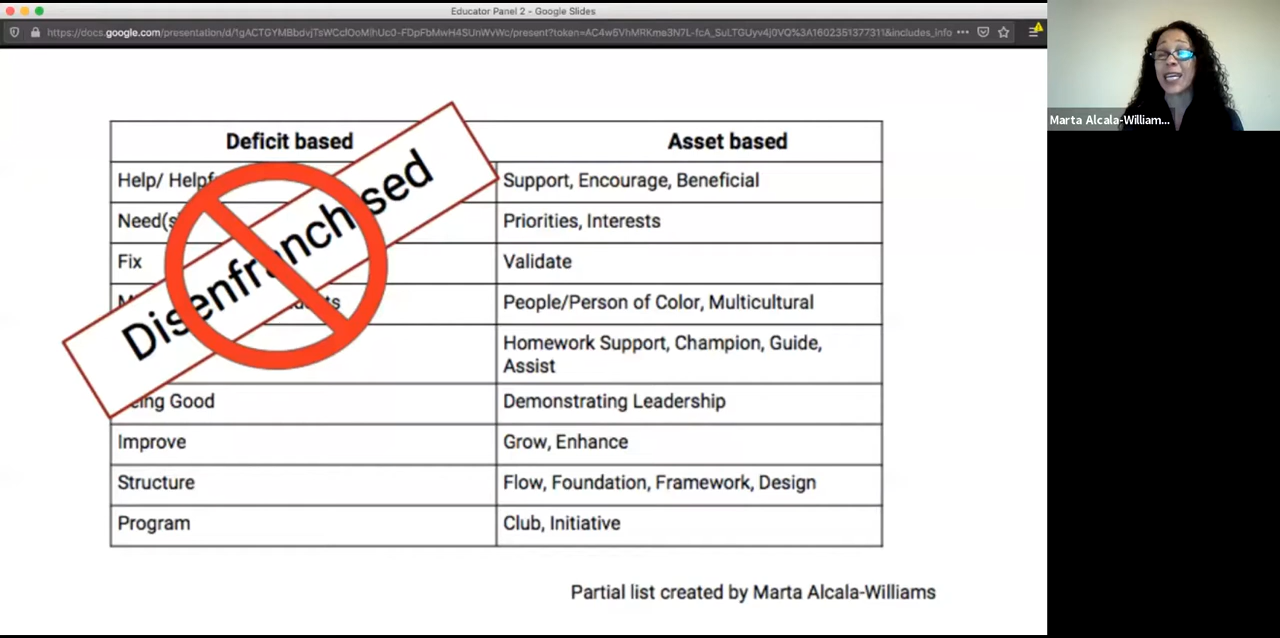 Educator Panel 2 - Google Slides
Marta Alcala-William...
Deficit based Asset based
Help/ Support, Encourage, Beneficial
Priorities, Interests
Fix Validate
People/Person of Color, Multicultural
Homework Support, Champion, Guide,
Assist
Disenfranchised
Good Demonstrating Leadership
Improve Grow, Enhance
Structure Flow, Foundation, Framework, Design
Program Club, Initiative
Partial list created by Marta Alcala-Williams